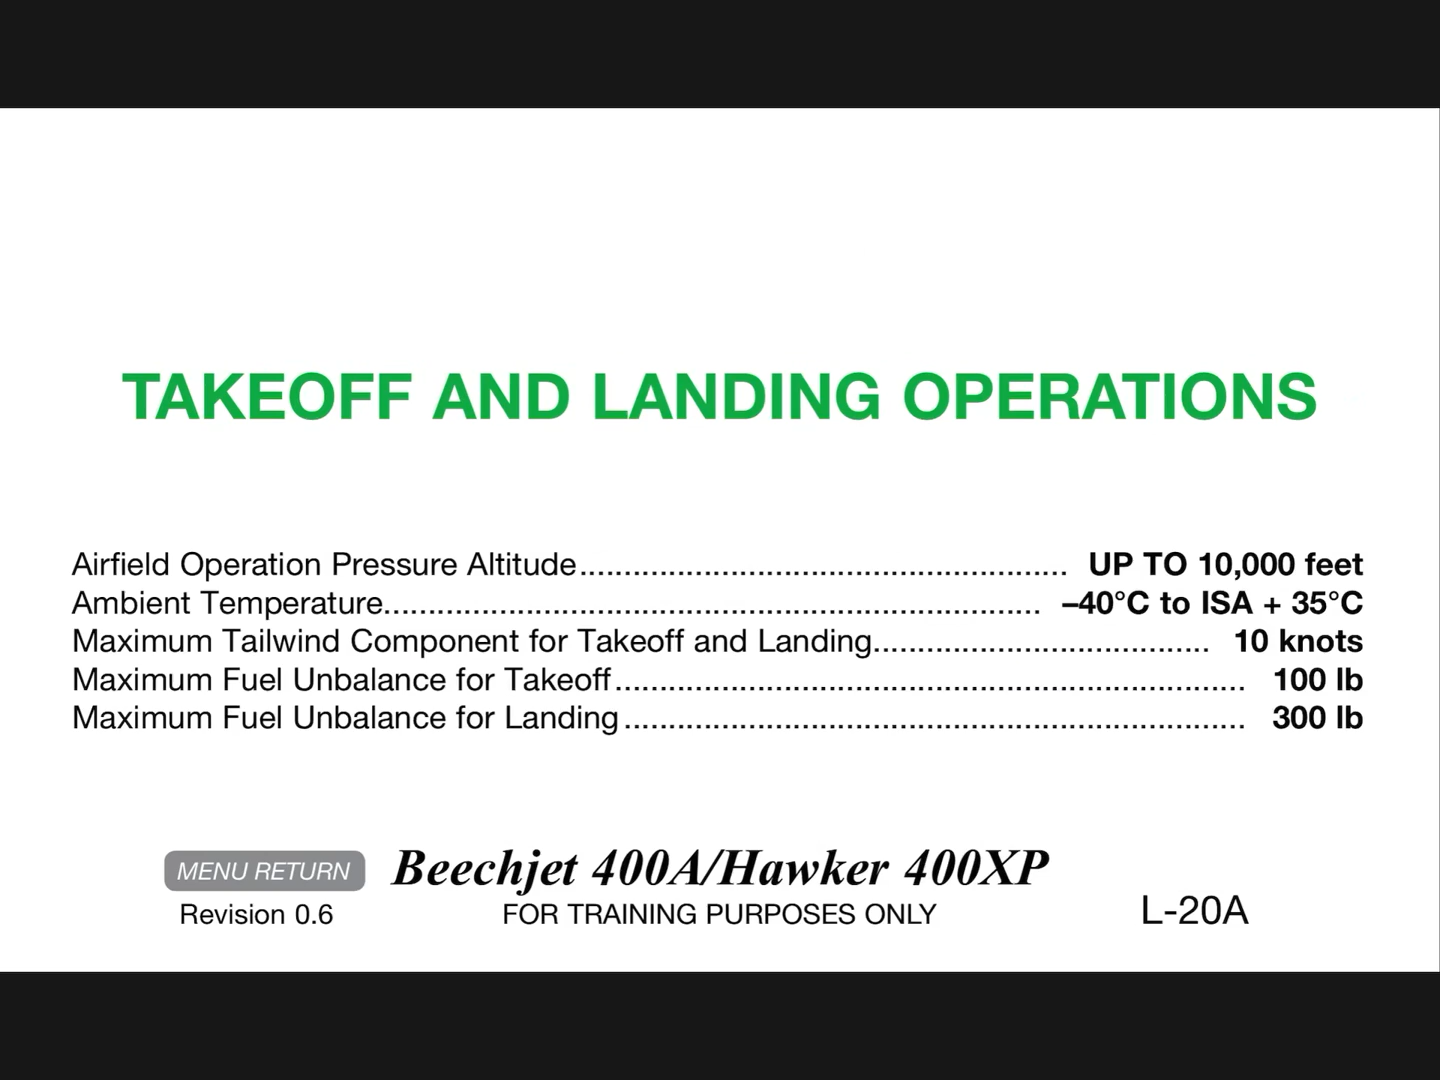 TAKEOFF AND LANDING OPERATIONS
Airfield Operation Pressure Altitude...................................................... UP TO 10,000 feet
Ambient Temperature......................................................................... –40°C to ISA + 35°C
Maximum Tailwind Component for Takeoff and Landing..................................... 10 knots
Maximum Fuel Unbalance for Takeoff...................................................................... 100 lb
Maximum Fuel Unbalance for Landing..................................................................... 300 lb
MENU RETURN Beechjet 400A/Hawker 400XP
Revision 0.6 FOR TRAINING PURPOSES ONLY L-20A